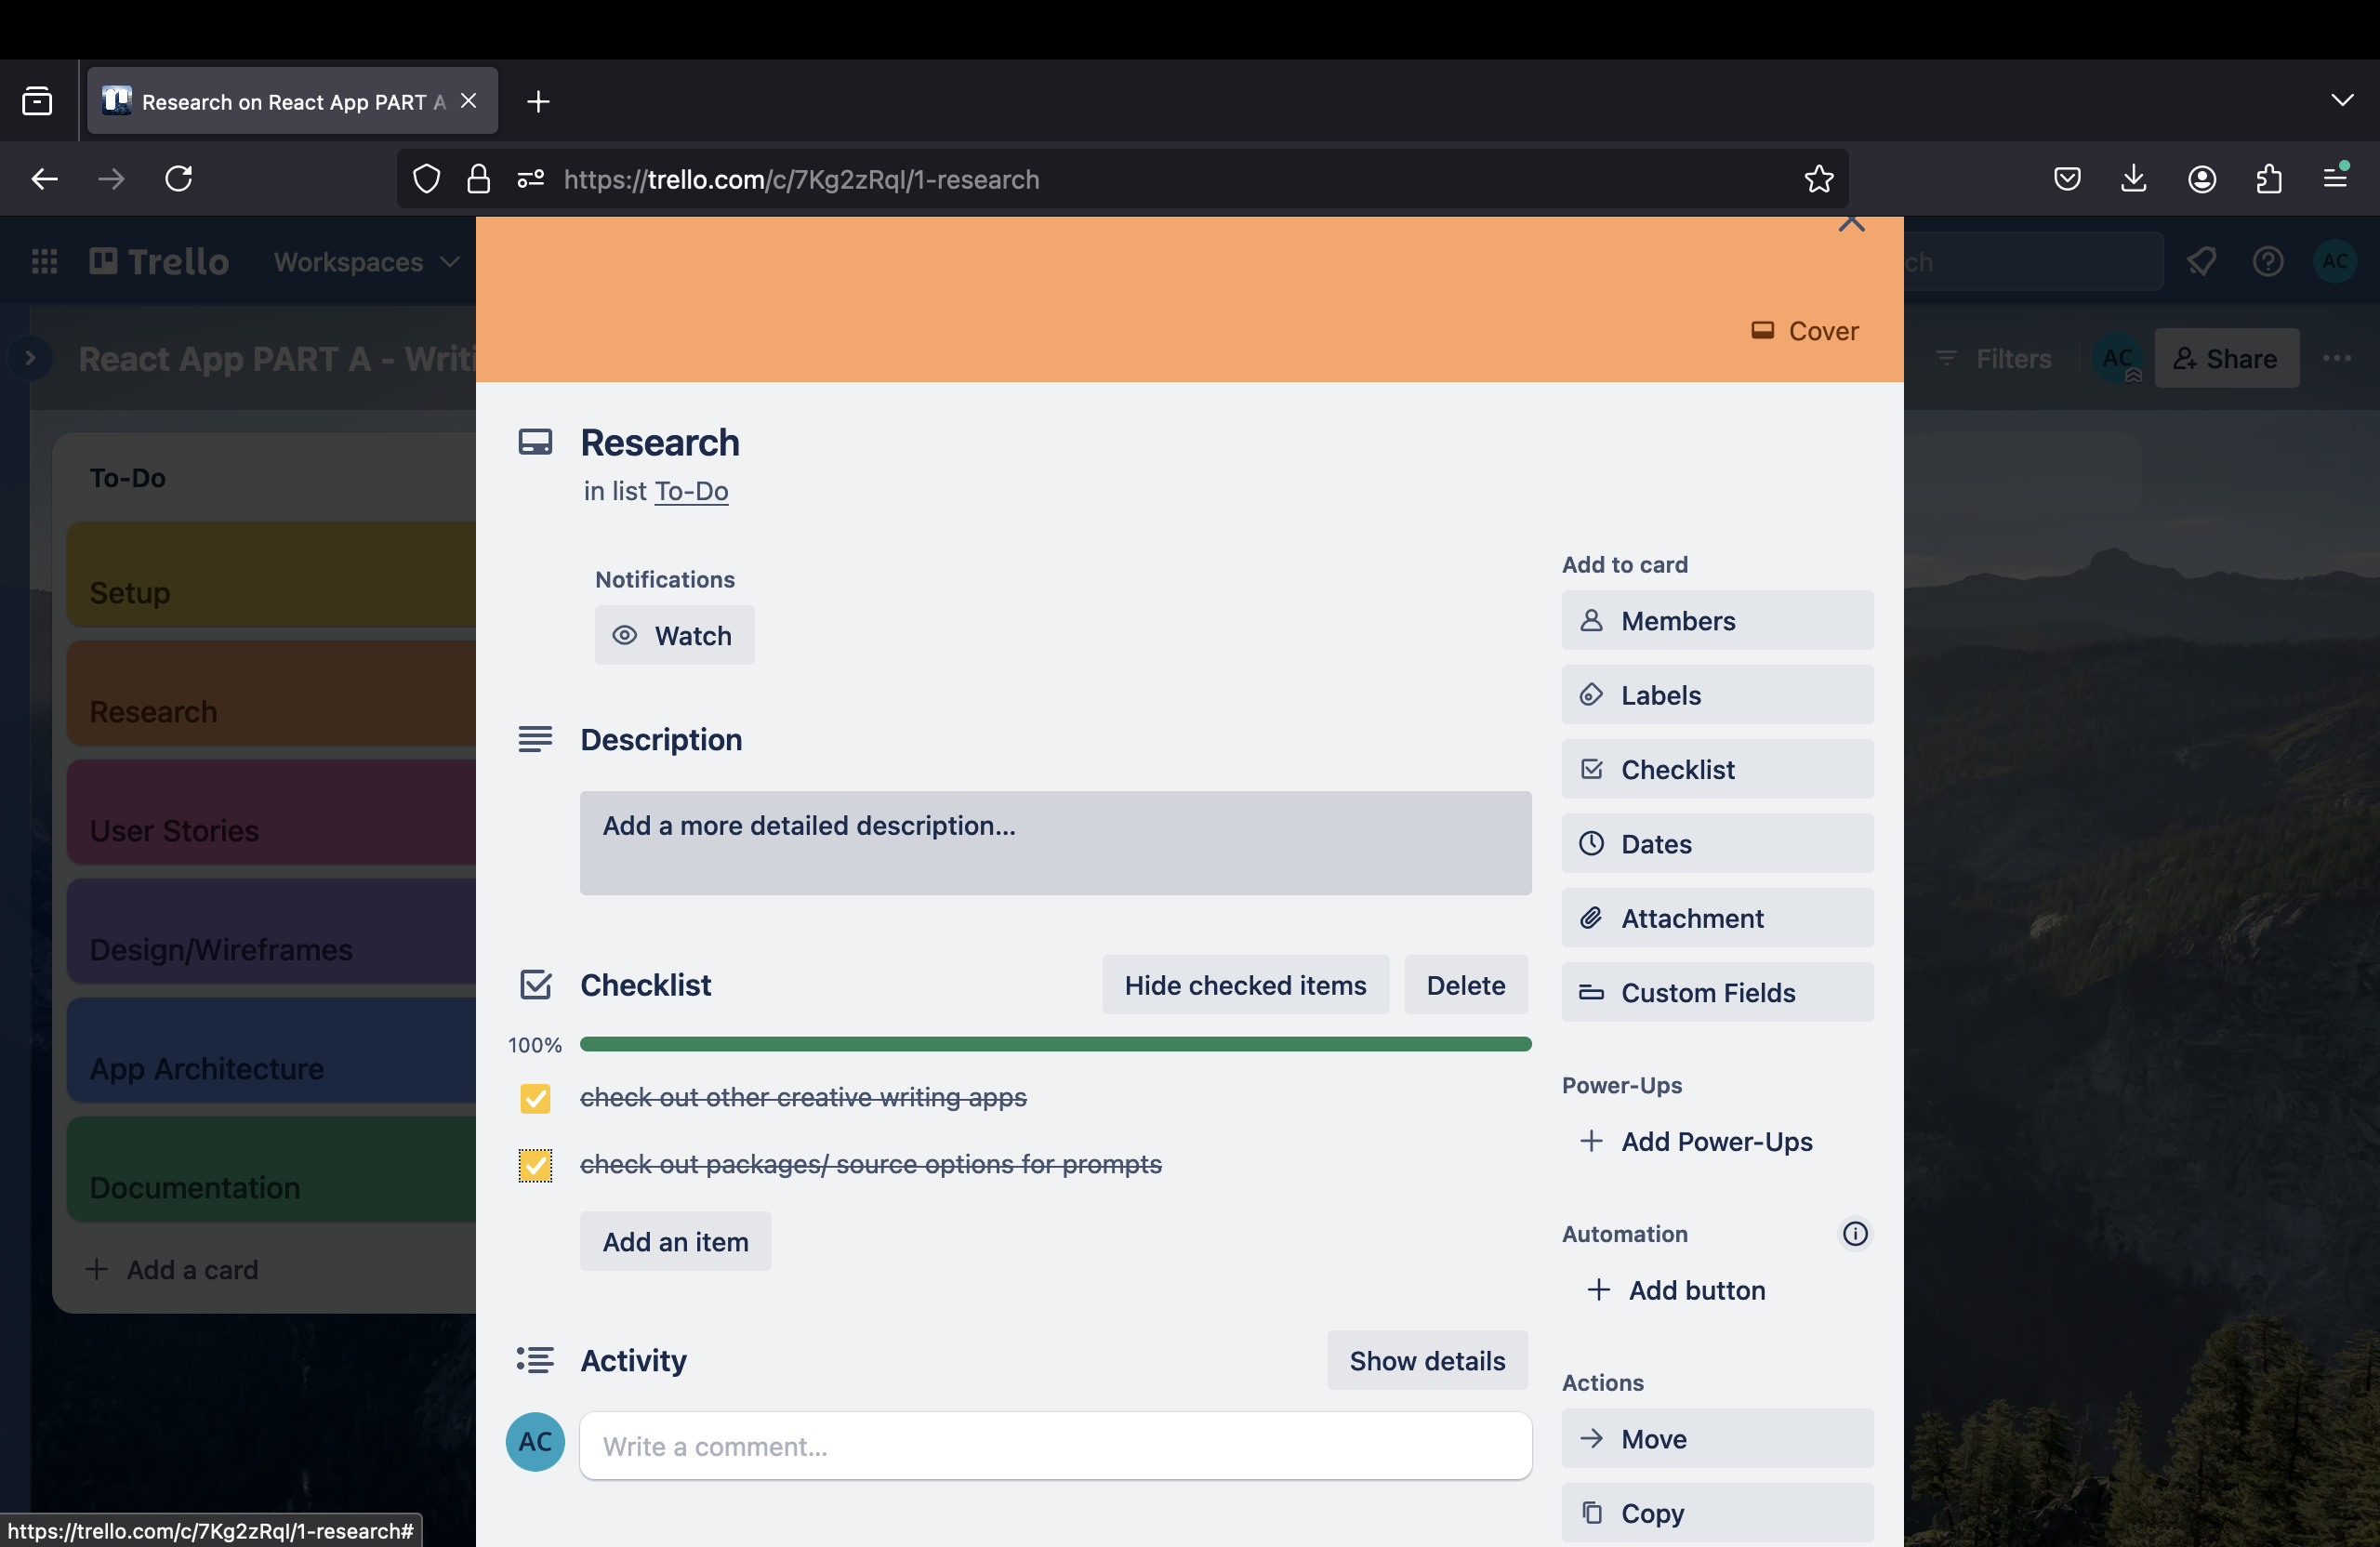 Research on React App PART A
https://trello.com/c/7Kg2zRqI/1-research
Trello
Workspaces
ch
AC
React App PART A - Writi
Filters
AC
Share
Cover
Research
in list To-Do
To-Do
Setup
Research
User Stories
Design/Wireframes
App Architecture
Documentation
Add a card
Notifications
Watch
Description
Add a more detailed description...
Checklist
Hide checked items
Delete
100%
check out other creative writing apps
check out packages/ source options for prompts
Add an item
Activity
Show details
AC
Write a comment...
Add to card
Members
Labels
Checklist
Dates
Attachment
Custom Fields
Power-Ups
Add Power-Ups
Automation
Add button
Actions
Move
Copy
https://trello.com/c/7Kg2zRqI/1-research#